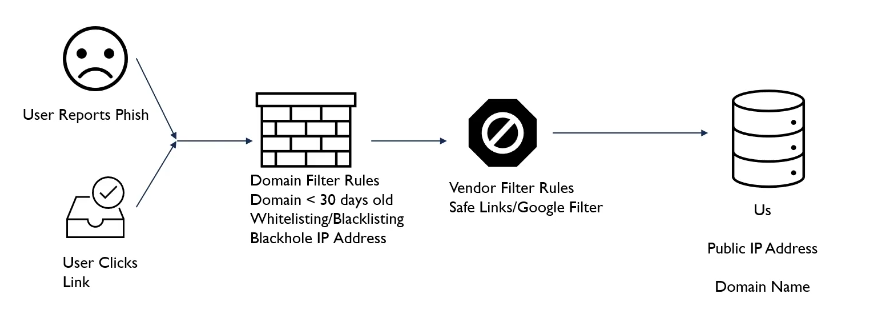 User Reports Phish
User Clicks
Link
Domain Filter Rules
Domain < 30 days old
Whitelisting/Blacklisting
Blackhole IP Address
Vendor Filter Rules
Safe Links/Google Filter
Us
Public IP Address
Domain Name